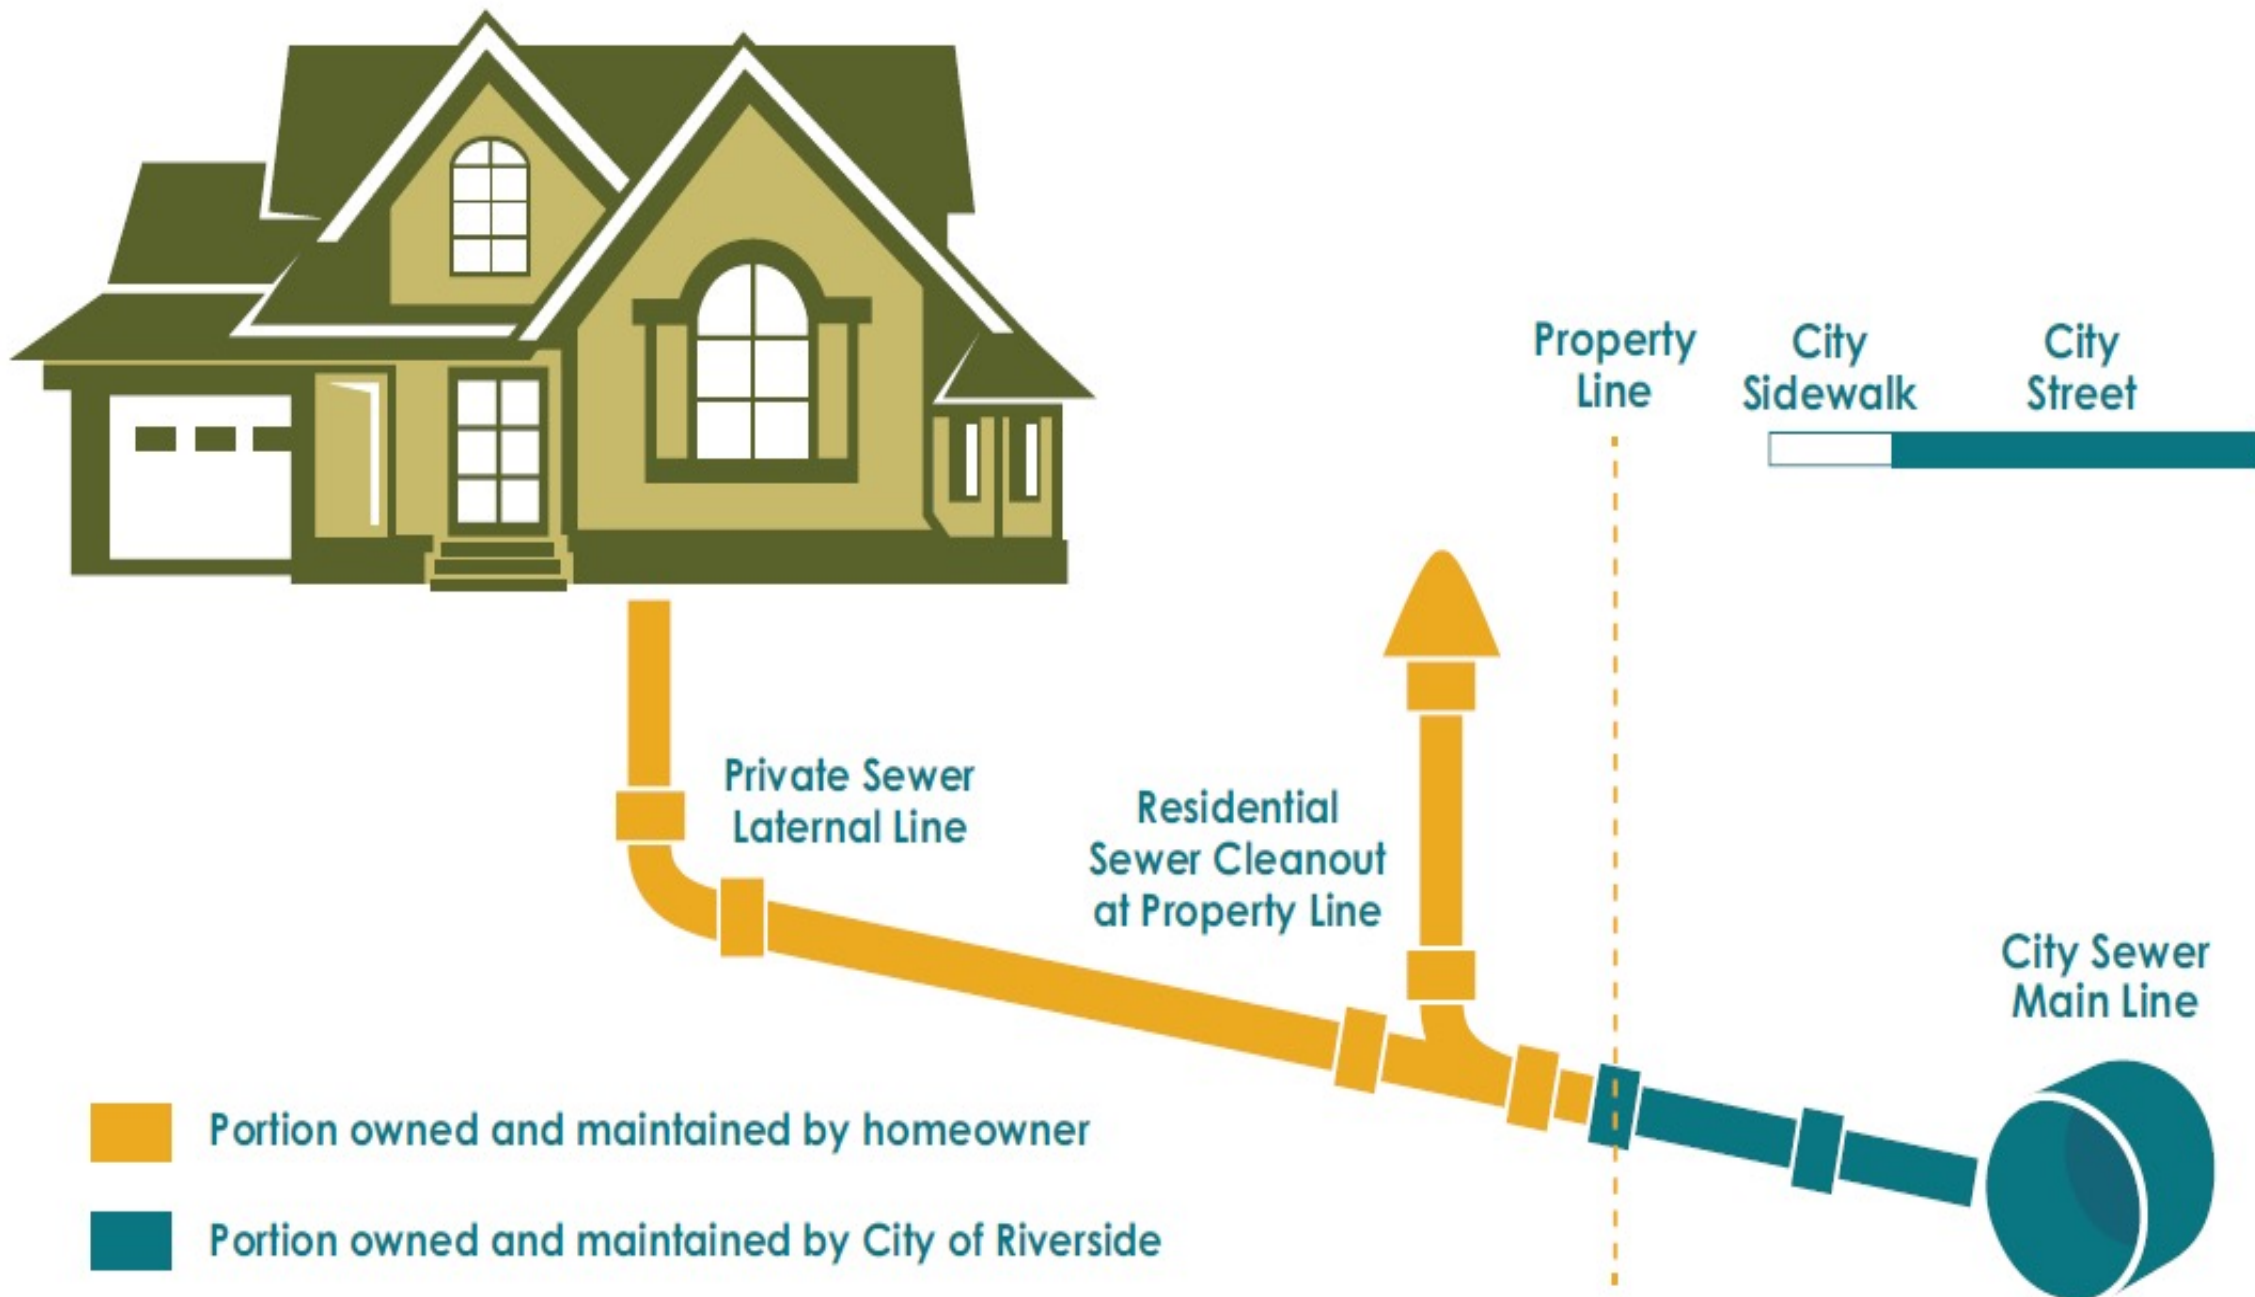 Property
Line
City
Sidewalk
City
Street
Private Sewer
Laternal Line
Residential
Sewer Cleanout
at Property Line
City Sewer
Main Line
Portion owned and maintained by homeowner
Portion owned and maintained by City of Riverside